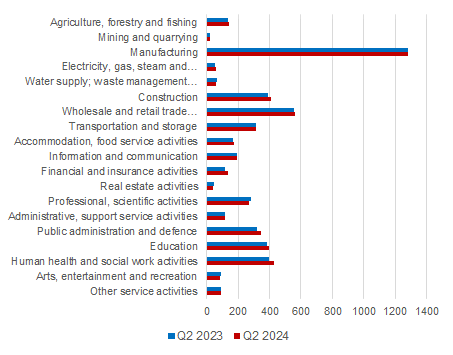 Agriculture, forestry and fishing
Mining and quarrying
Manufacturing
Electricity, gas, steam and…
Water supply; waste management…
Construction
Wholesale and retail trade…
Transportation and storage
Accommodation, food service activities
Information and communication
Financial and insurance activities
Real estate activities
Professional, scientific activities
Administrative, support service activities
Public administration and defence
Education
Human health and social work activities
Arts, entertainment and recreation
Other service activities
0 200 400 600 800 1000 1200 1400
Q2 2023 Q2 2024